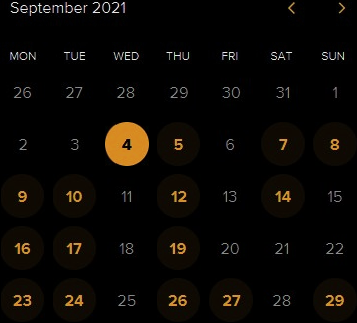 September 2021
MON TUE WED THU FRI SAT SUN
26 27 28 29 30 31 1
2 3 4 5 6 7 8
9 10 11 12 13 14 15
16 17 18 19 20 21 22
23 24 25 26 27 28 29